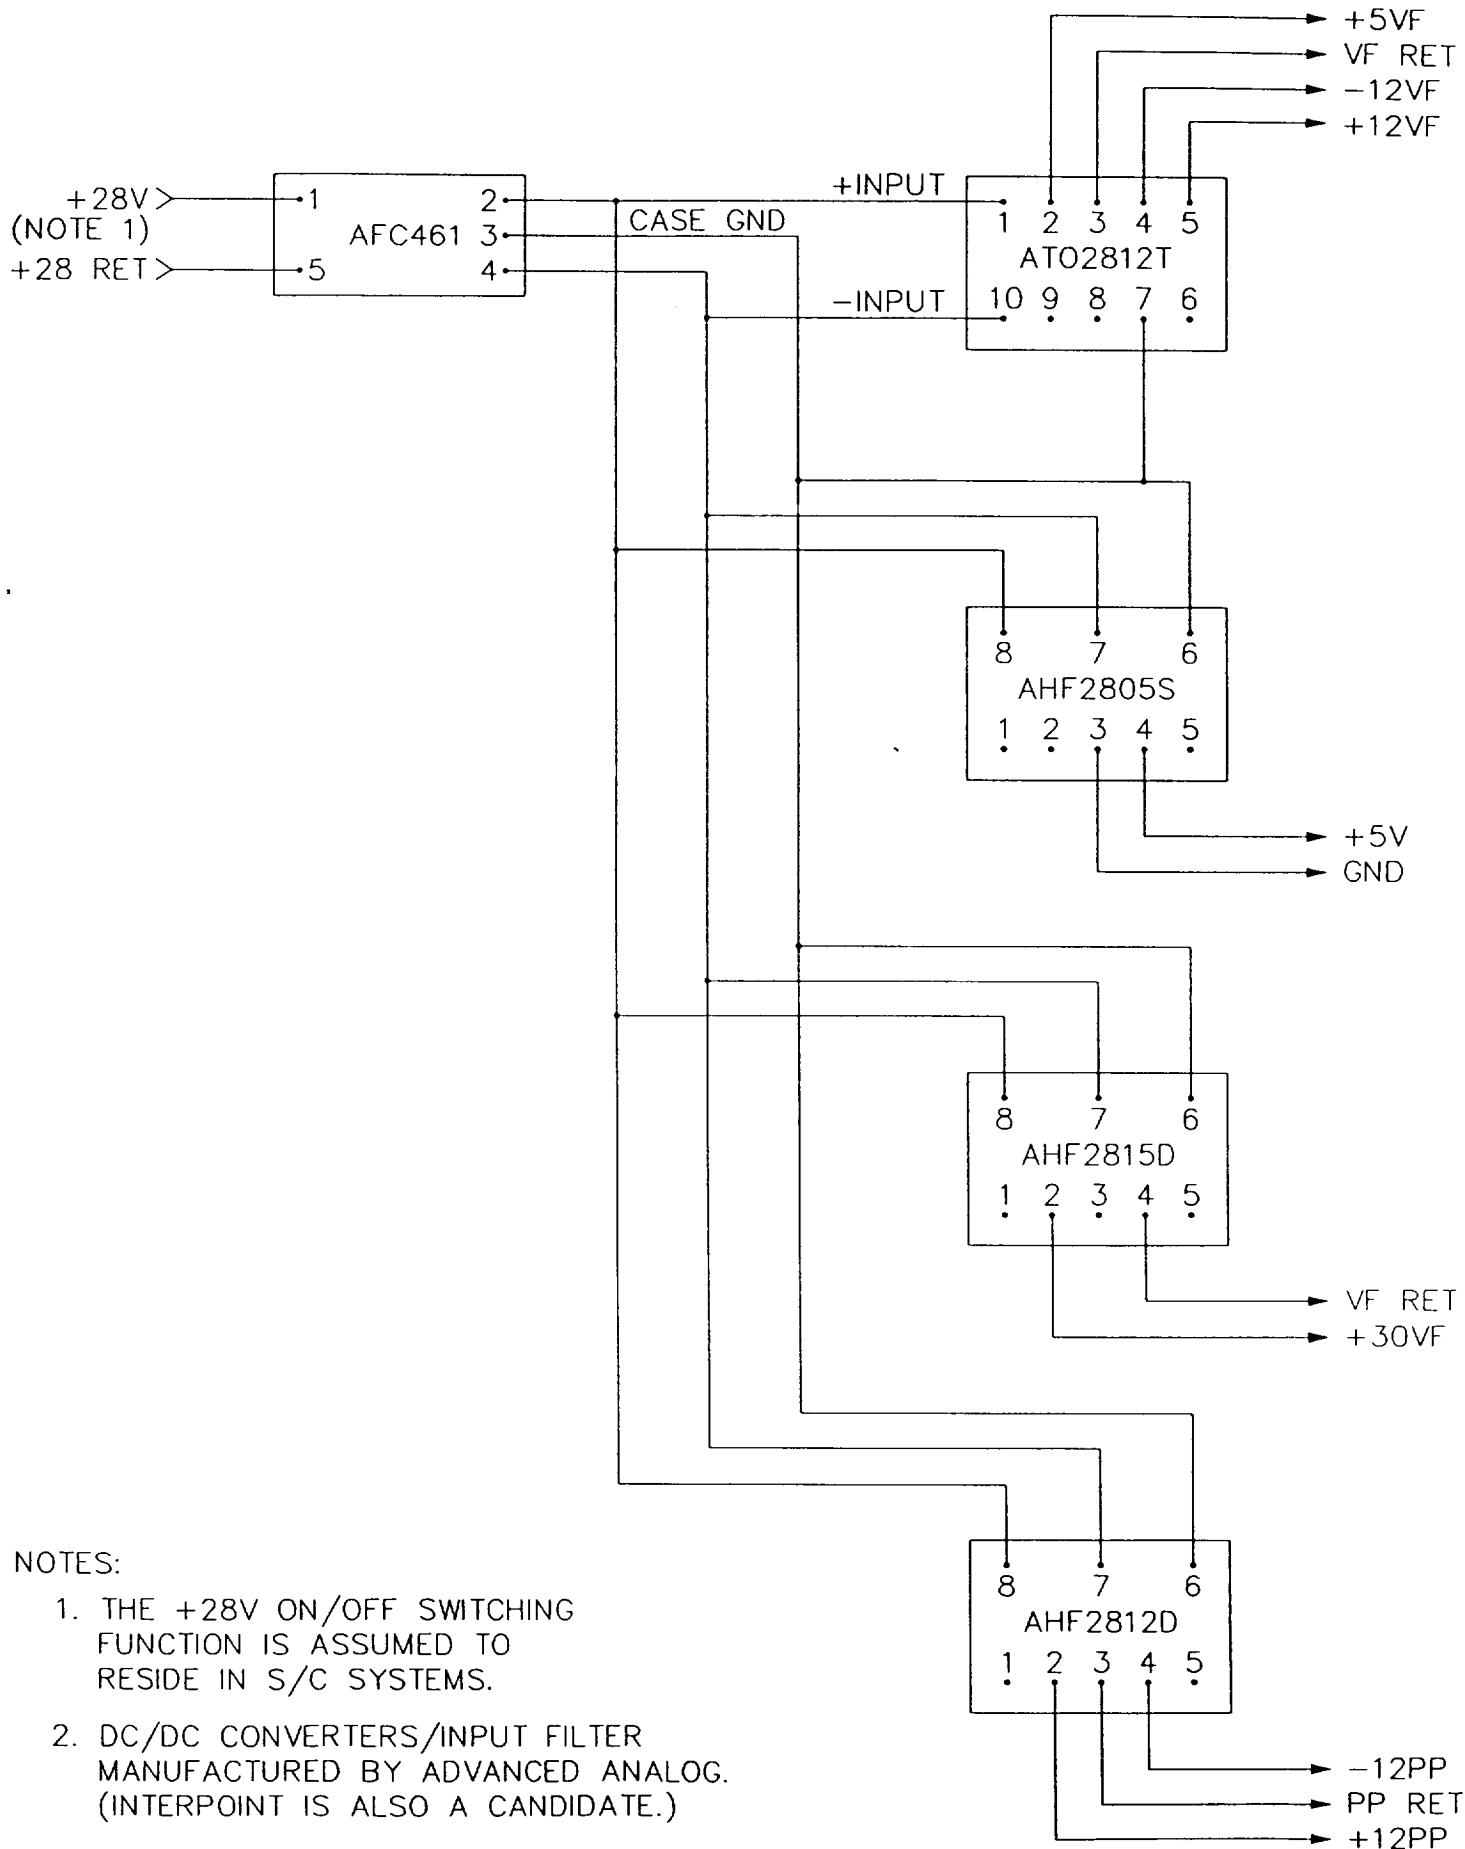 +5VF
VF RET
-12VF
+12VF
+28V
(NOTE 1)
+28 RET
1 2
AFC461 3
5 4
CASE GND
+INPUT
-INPUT
1 2 3 4 5
ATO2812T
10 9 8 7 6
8 7 6
AHF2805S
1 2 3 4 5
+5V
GND
8 7 6
AHF2815D
1 2 3 4 5
VF RET
+30VF
8 7 6
AHF2812D
1 2 3 4 5
-12PP
PP RET
+12PP
NOTES:
1. THE +28V ON/OFF SWITCHING
FUNCTION IS ASSUMED TO
RESIDE IN S/C SYSTEMS.
2. DC/DC CONVERTERS/INPUT FILTER
MANUFACTURED BY ADVANCED ANALOG.
(INTERPOINT IS ALSO A CANDIDATE.)